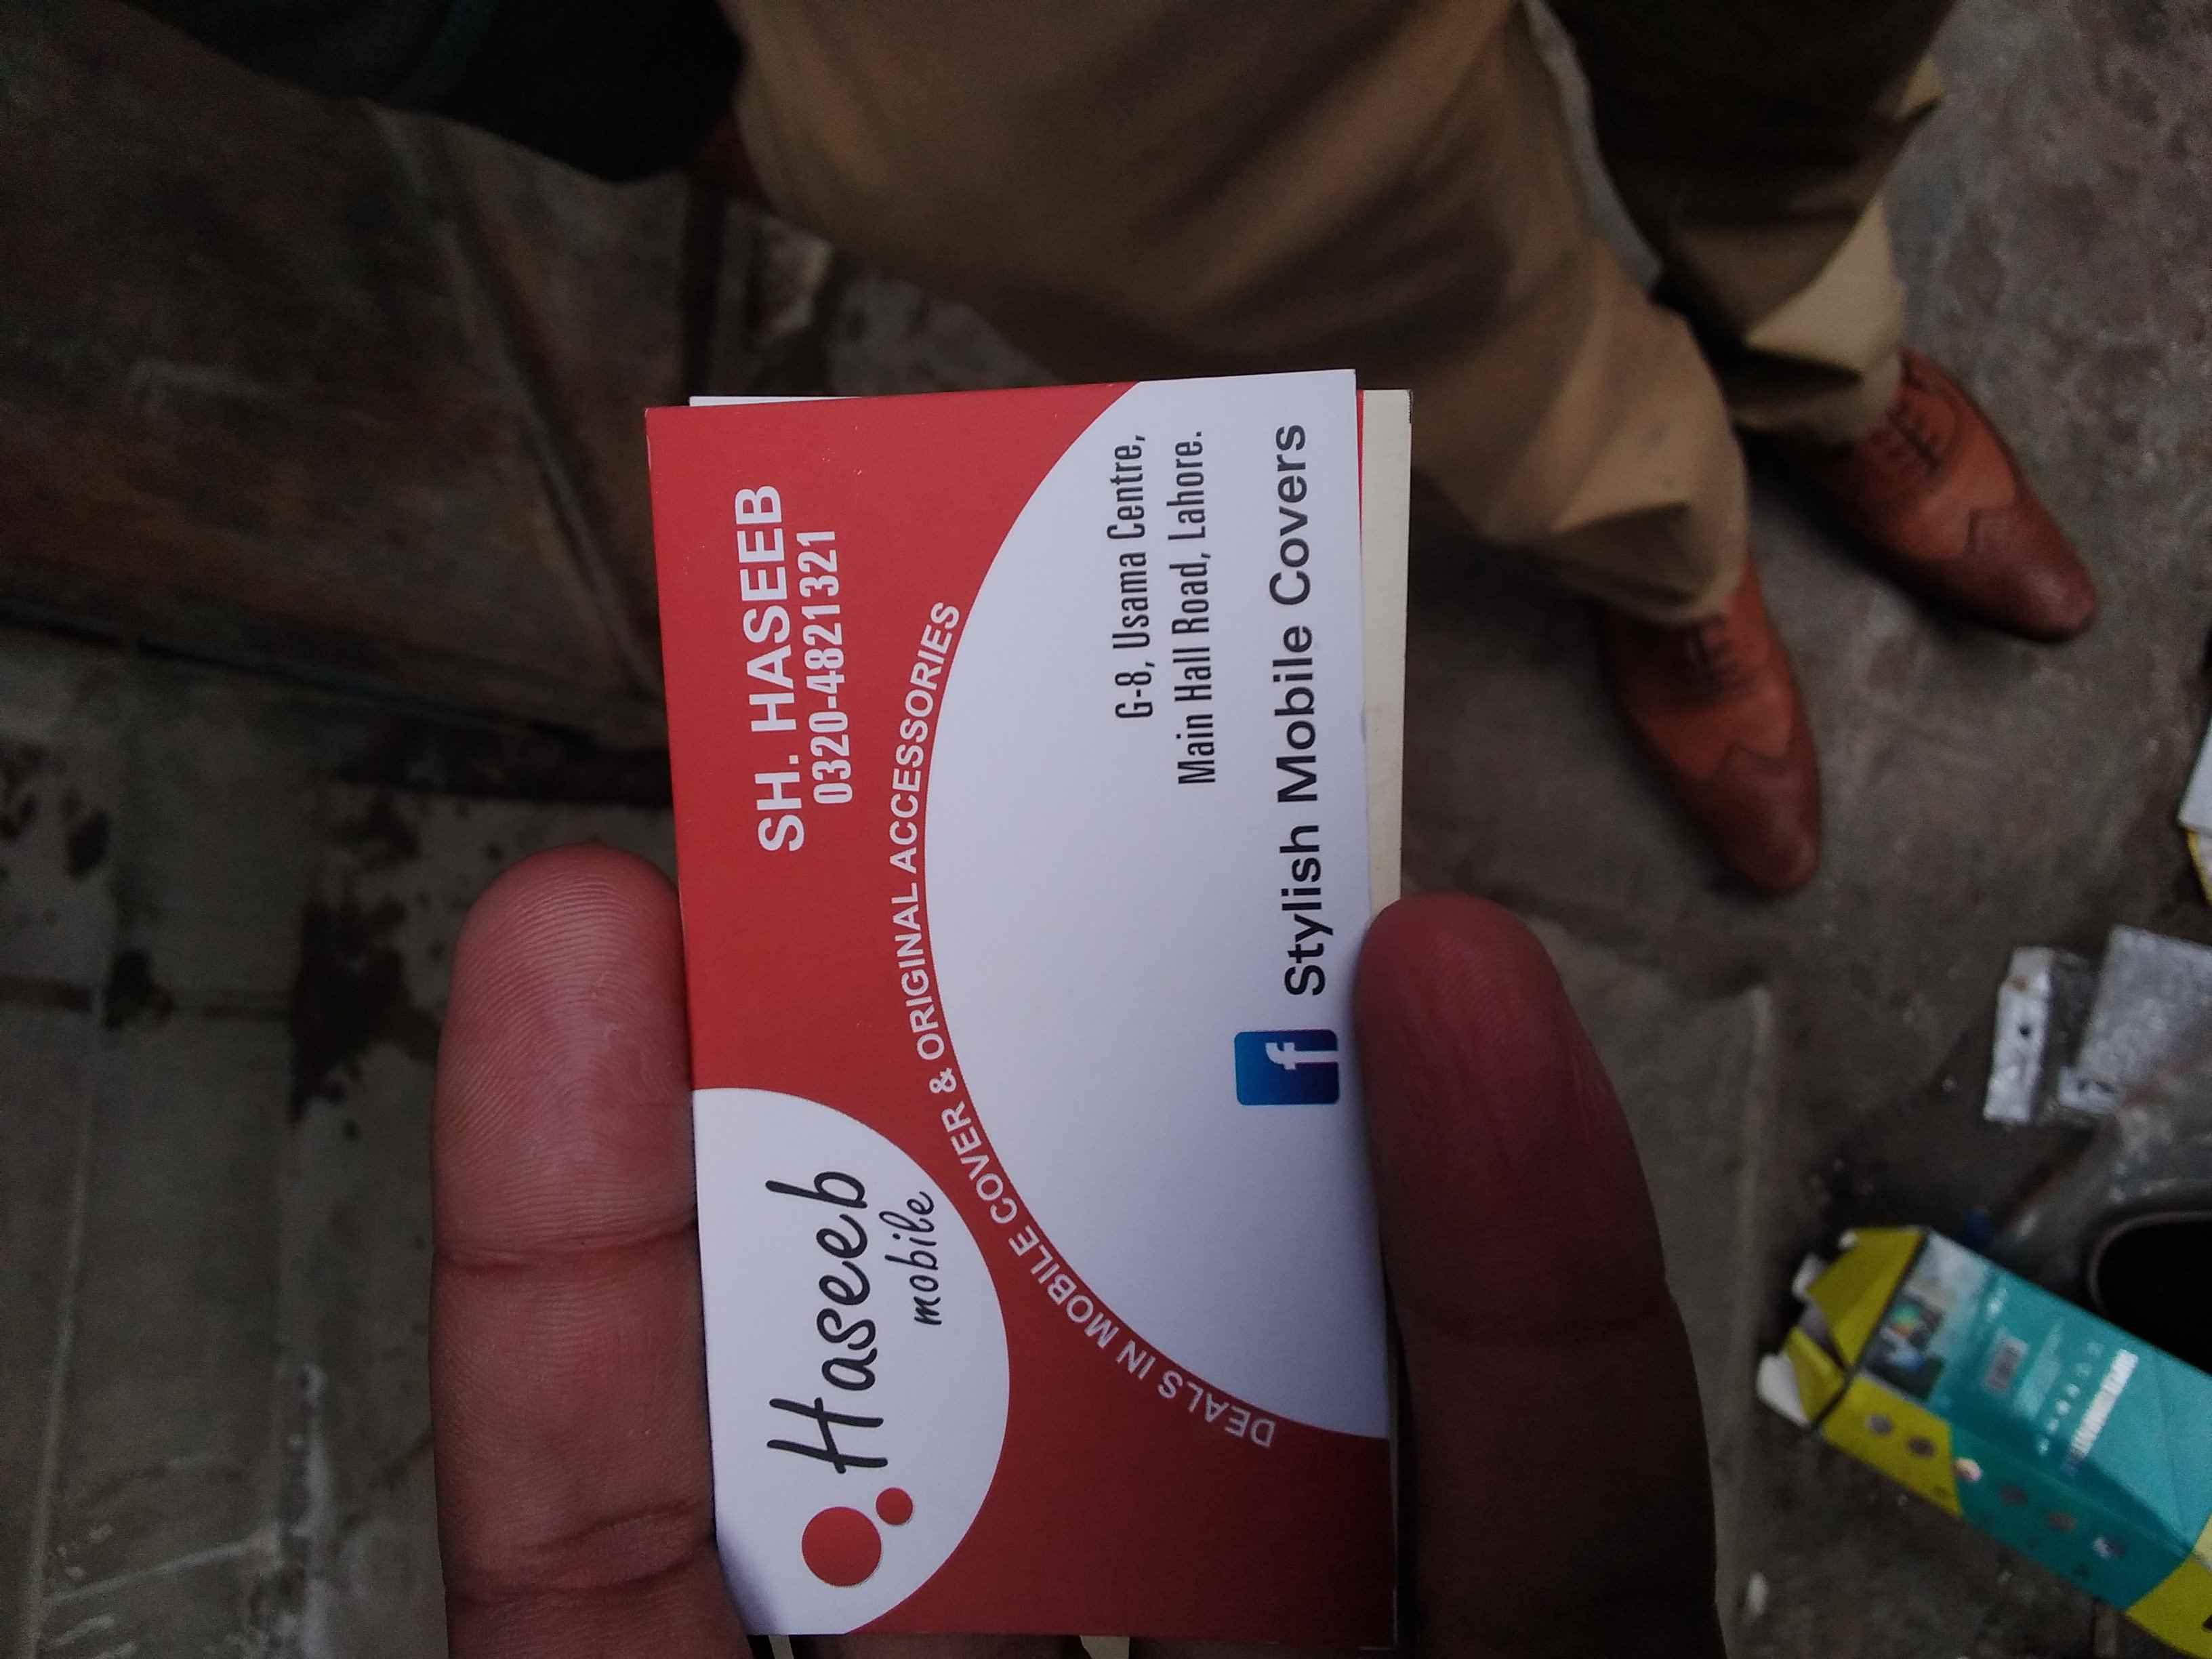 Haseeb
mobile
SH. HASEEB
0320-4821321
DEALS IN MOBILE COVER & ORIGINAL ACCESSORIES
G-8, Usama Centre,
Main Hall Road, Lahore.
f Stylish Mobile Covers